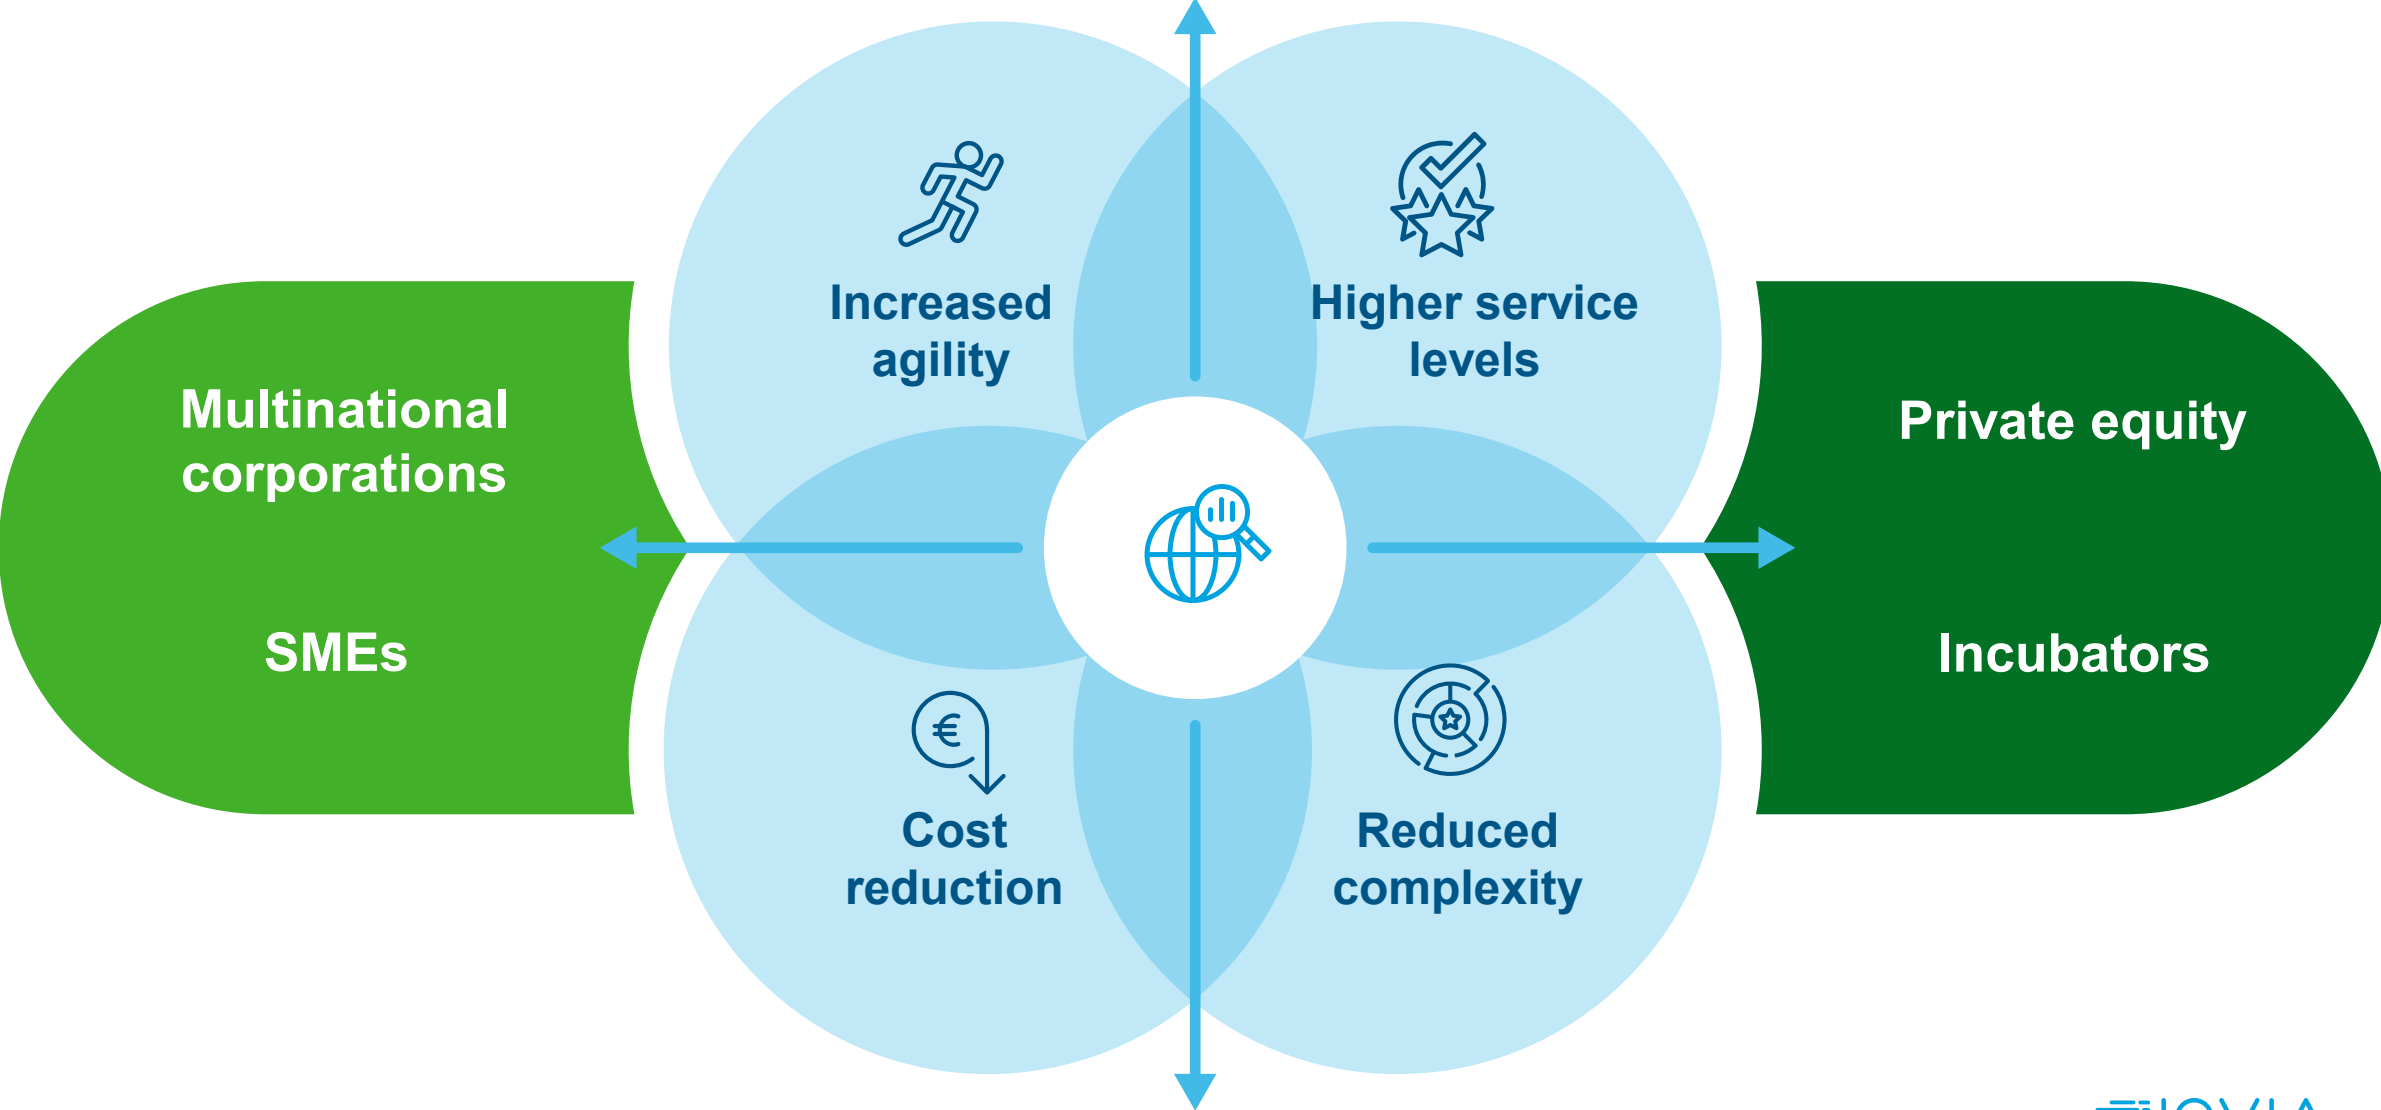 Increased
agility
Higher service
levels
Multinational
corporations
SMEs
Private equity
Incubators
€
Cost
reduction
Reduced
complexity